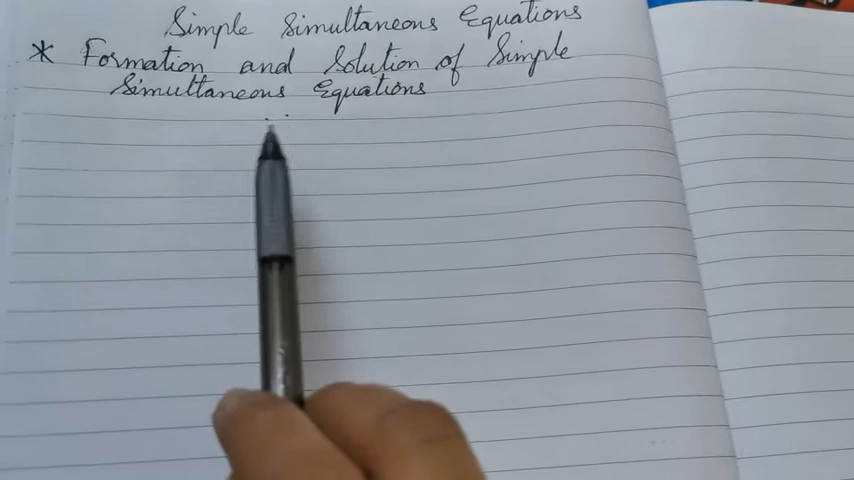 Simple Simultaneous Equations
* Formation and Solution of Simple
Simultaneous Equations